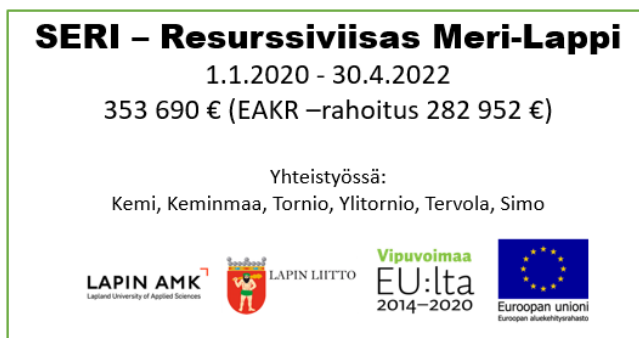 SERI – Resurssiviisas Meri-Lappi
1.1.2020 - 30.4.2022
353 690 € (EAKR –rahoitus 282 952 €)
Yhteistyössä:
Kemi, Keminmaa, Tornio, Ylitornio, Tervola, Simo
LAPIN AMK
Lapland University of Applied Sciences
LAPIN LIITTO
Vipuvoimaa
EU:lta
2014–2020
Euroopan unioni
Euroopan aluekehitysrahasto